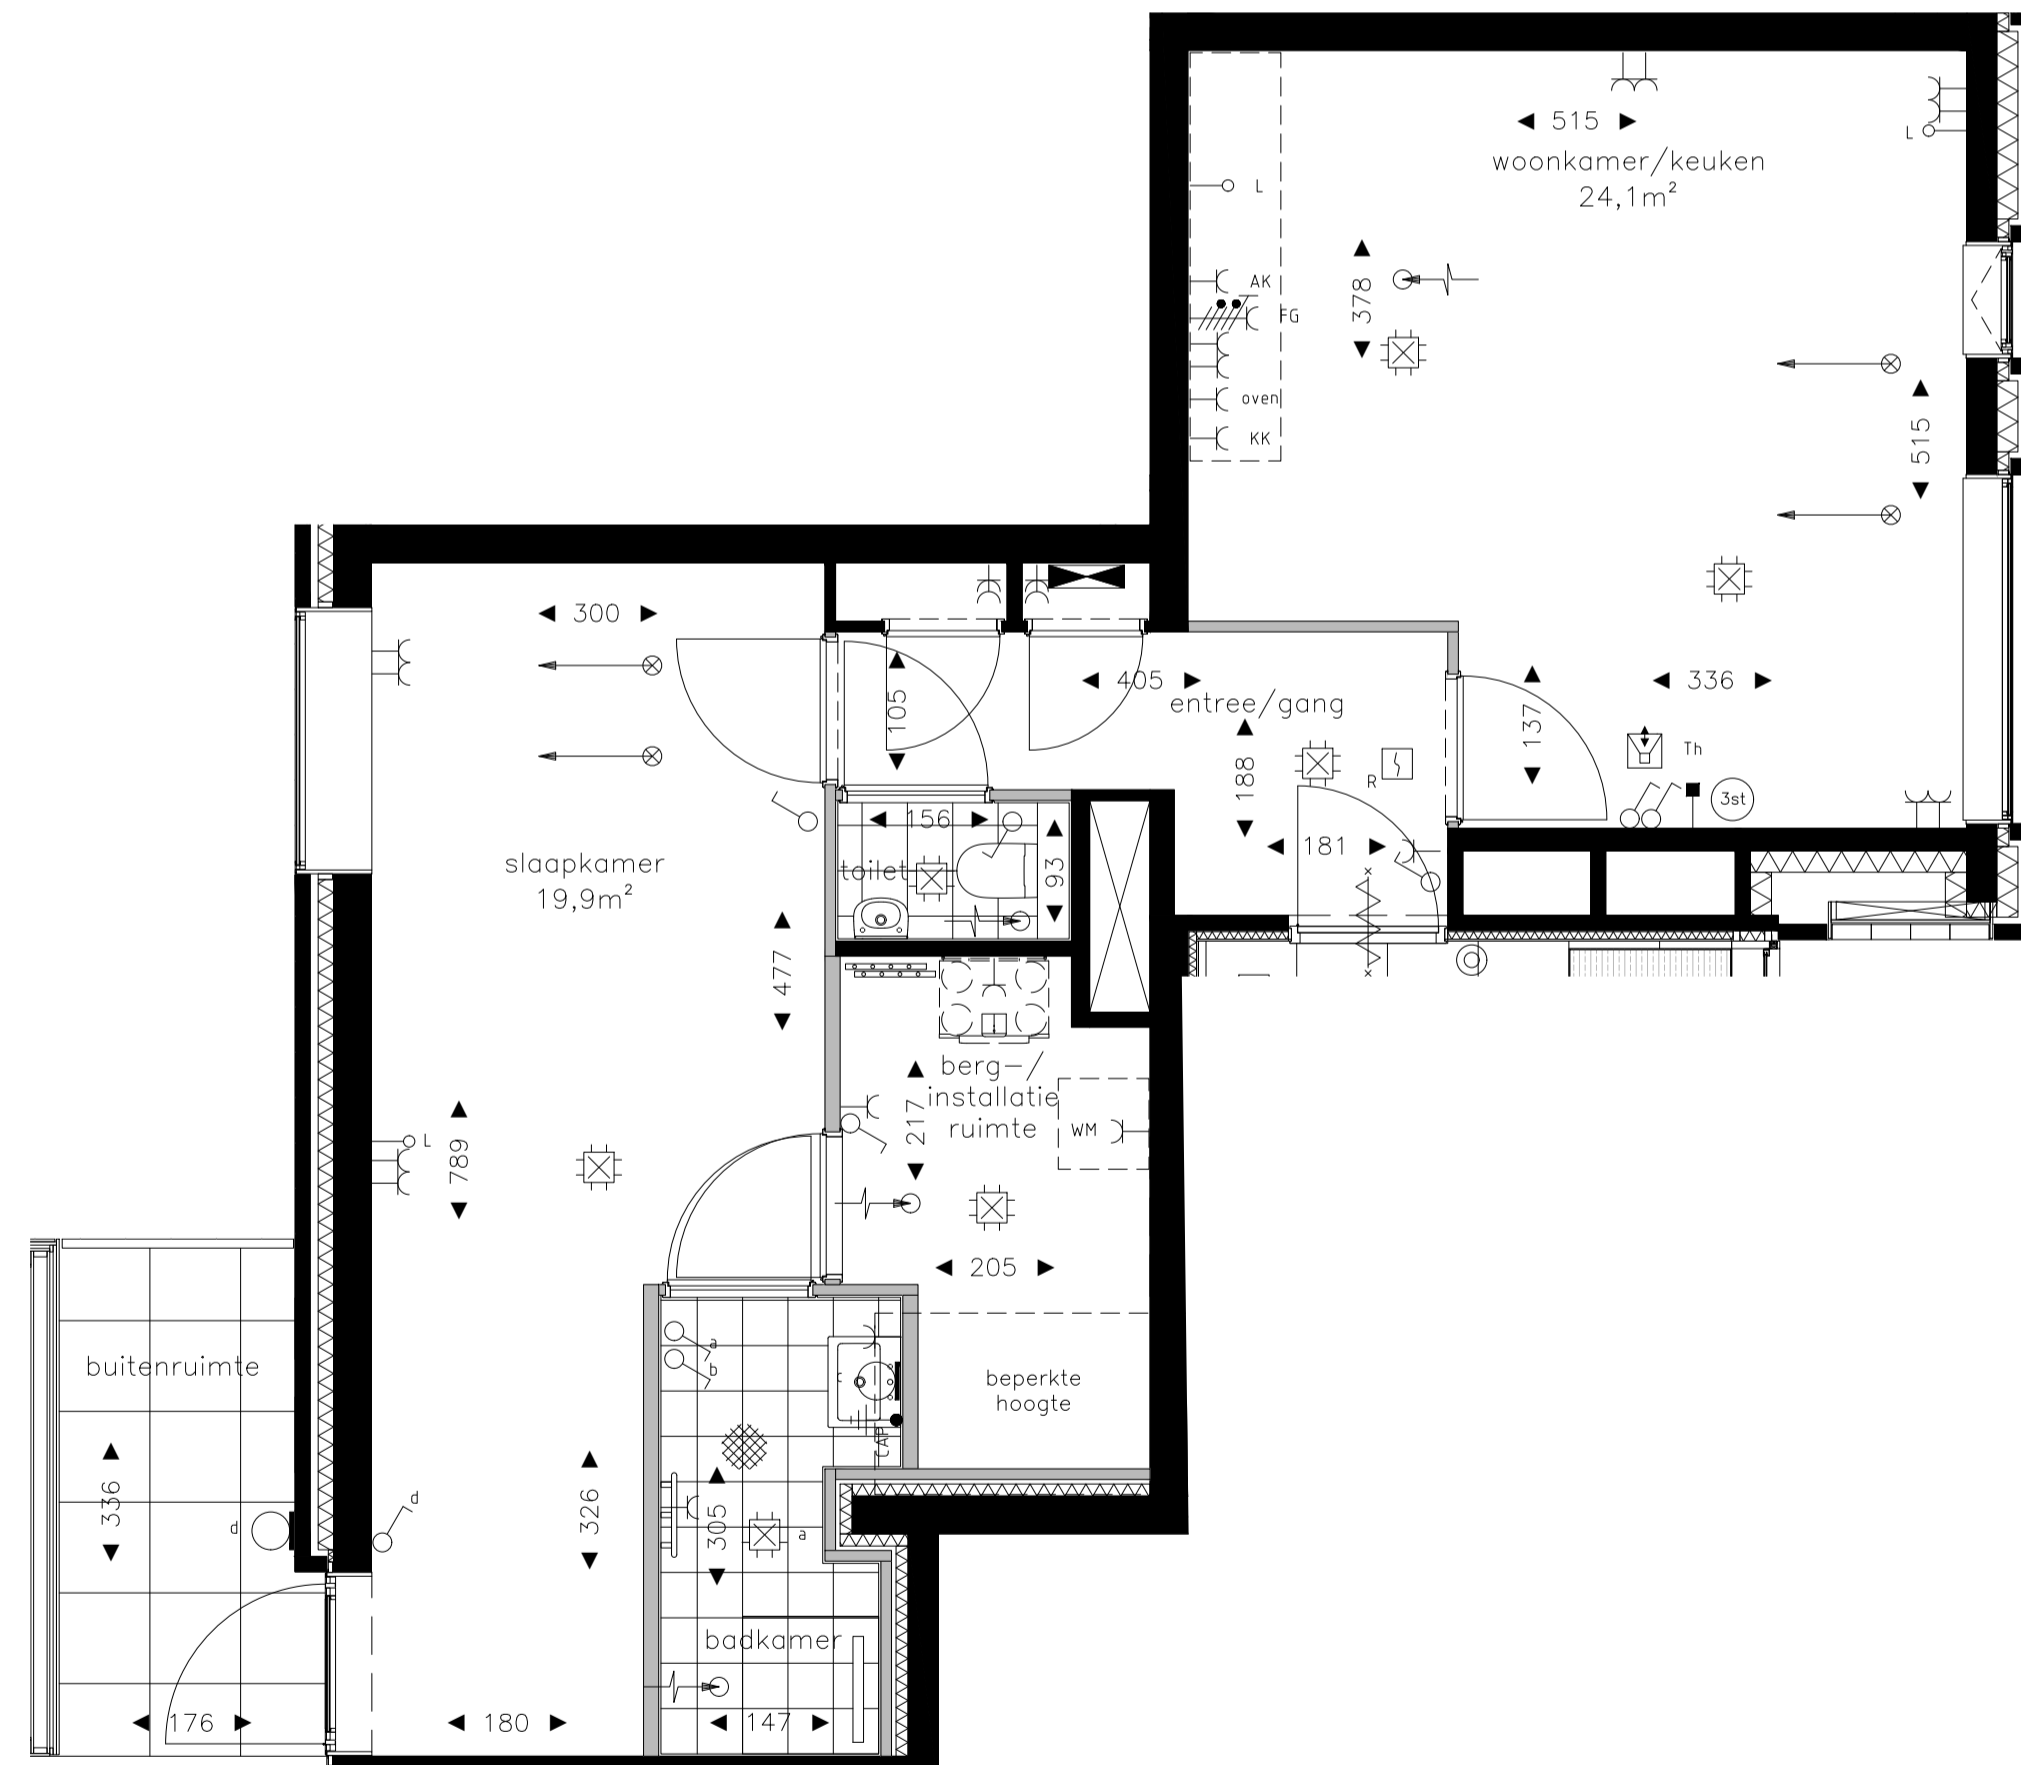 515
woonkamer/keuken
24,1m²
L
L
AK
378
FG
oven
KK
515
300
405
336
entree/gang
105
137
188
Th
R
3st
156
181
toilet
93
slaapkamer
19,9m²
477
berg-/
installatie
ruimte
217
WM
L
789
205
buitenruimte
a
b
c
beperkte
hoogte
CAP
336
326
305
d
d
a
badkamer
176
180
147